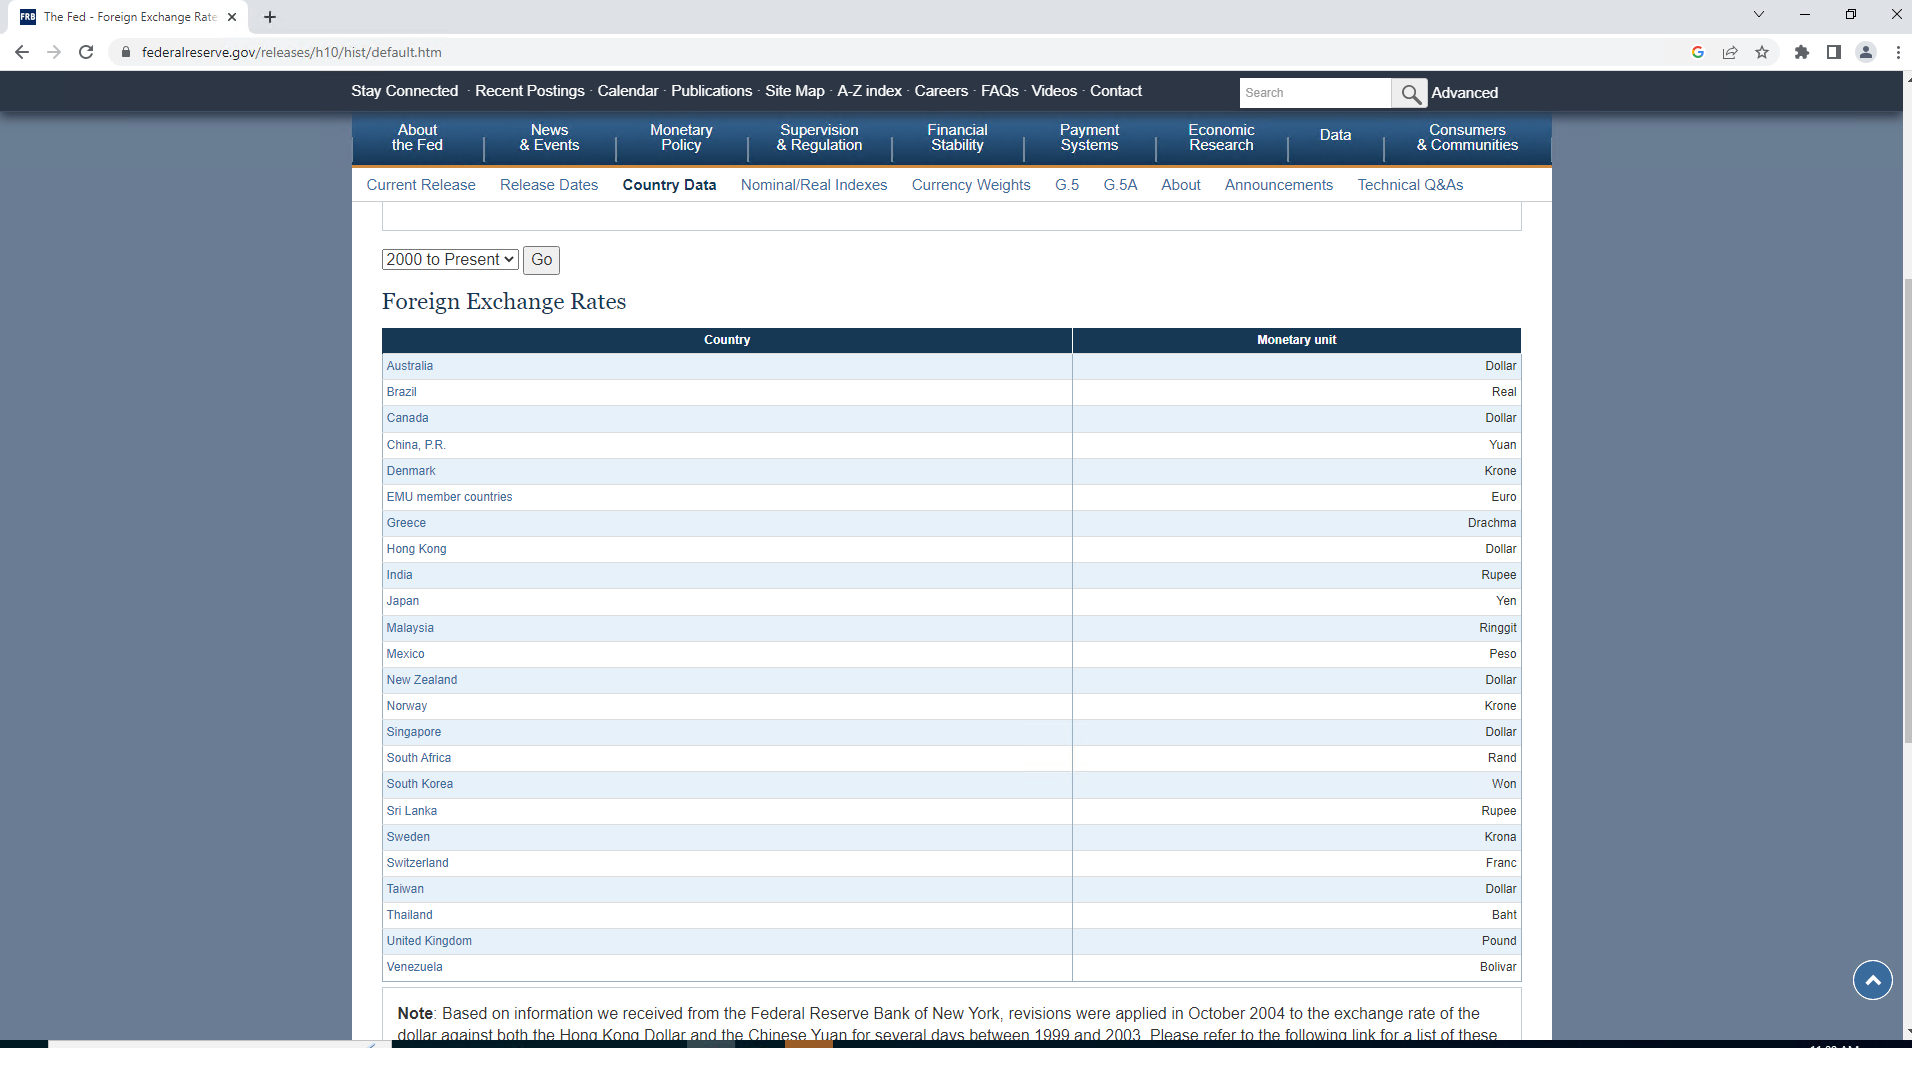 FRB The Fed - Foreign Exchange Rate
federalreserve.gov/releases/h10/hist/default.htm
Stay Connected · Recent Postings · Calendar · Publications · Site Map · A-Z index · Careers · FAQs · Videos · Contact
Search Advanced
About the Fed
News & Events
Monetary Policy
Supervision & Regulation
Financial Stability
Payment Systems
Economic Research
Data
Consumers & Communities
Current Release Release Dates Country Data Nominal/Real Indexes Currency Weights G.5 G.5A About Announcements Technical Q&As
2000 to Present Go
Foreign Exchange Rates
Country Monetary unit
Australia Dollar
Brazil Real
Canada Dollar
China, P.R. Yuan
Denmark Krone
EMU member countries Euro
Greece Drachma
Hong Kong Dollar
India Rupee
Japan Yen
Malaysia Ringgit
Mexico Peso
New Zealand Dollar
Norway Krone
Singapore Dollar
South Africa Rand
South Korea Won
Sri Lanka Rupee
Sweden Krona
Switzerland Franc
Taiwan Dollar
Thailand Baht
United Kingdom Pound
Venezuela Bolivar
Note: Based on information we received from the Federal Reserve Bank of New York, revisions were applied in October 2004 to the exchange rate of the
dollar against both the Hong Kong Dollar and the Chinese Yuan for several days between 1999 and 2003. Please refer to the following link for a list of these